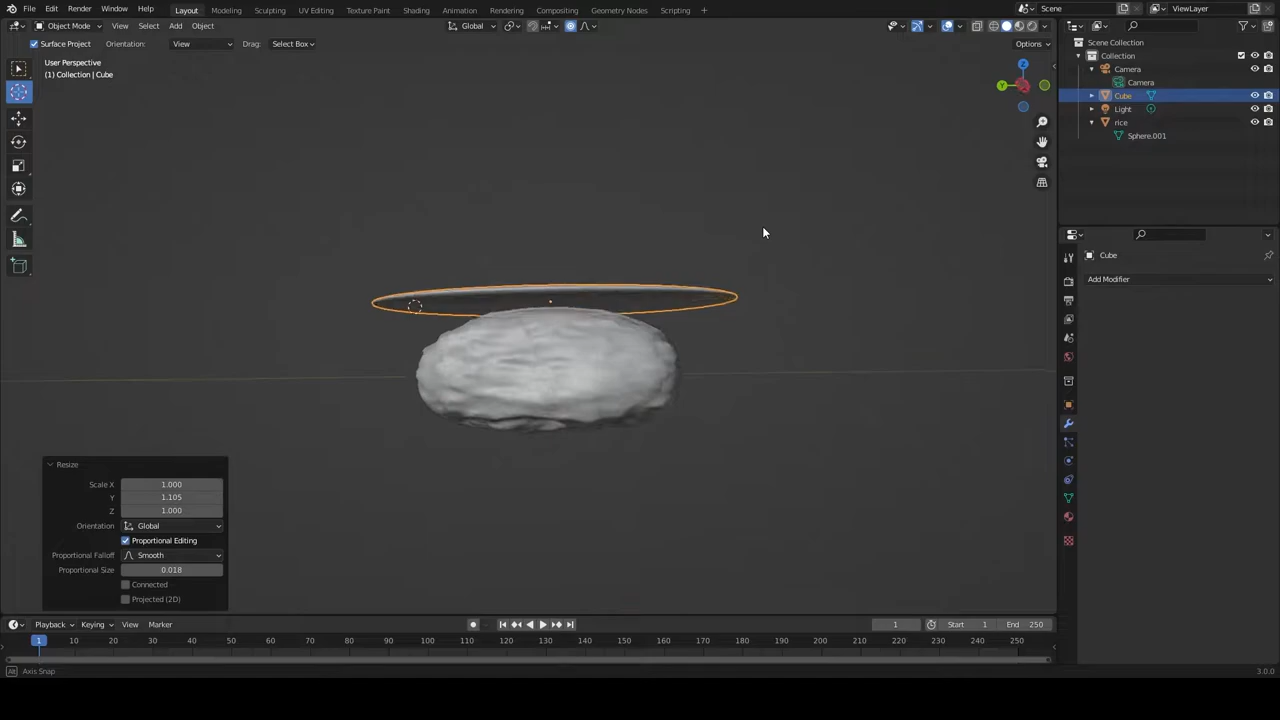 File Edit Render Window Help Layout Modeling Sculpting UV Editing Texture Paint Shading Animation Rendering Compositing Geometry Nodes Scripting + Scene ViewLayer
Object Mode View Select Add Object Global
Surface Project Orientation: View Drag: Select Box Options
User Perspective
(1) Collection | Cube
Scene Collection
Collection
Camera
Camera
Cube
Light
rice
Sphere.001
Z
Y
Cube
Add Modifier
Resize
Scale X 1.000
Y 1.105
Z 1.000
Orientation Global
Proportional Editing
Proportional Falloff Smooth
Proportional Size 0.018
Connected
Projected (2D)
Playback Keying View Marker 1 Start 1 End 250
1 10 20 30 40 50 60 70 80 90 100 110 120 130 140 150 160 170 180 190 200 210 220 230 240 250
Alt Axis Snap 3.0.0